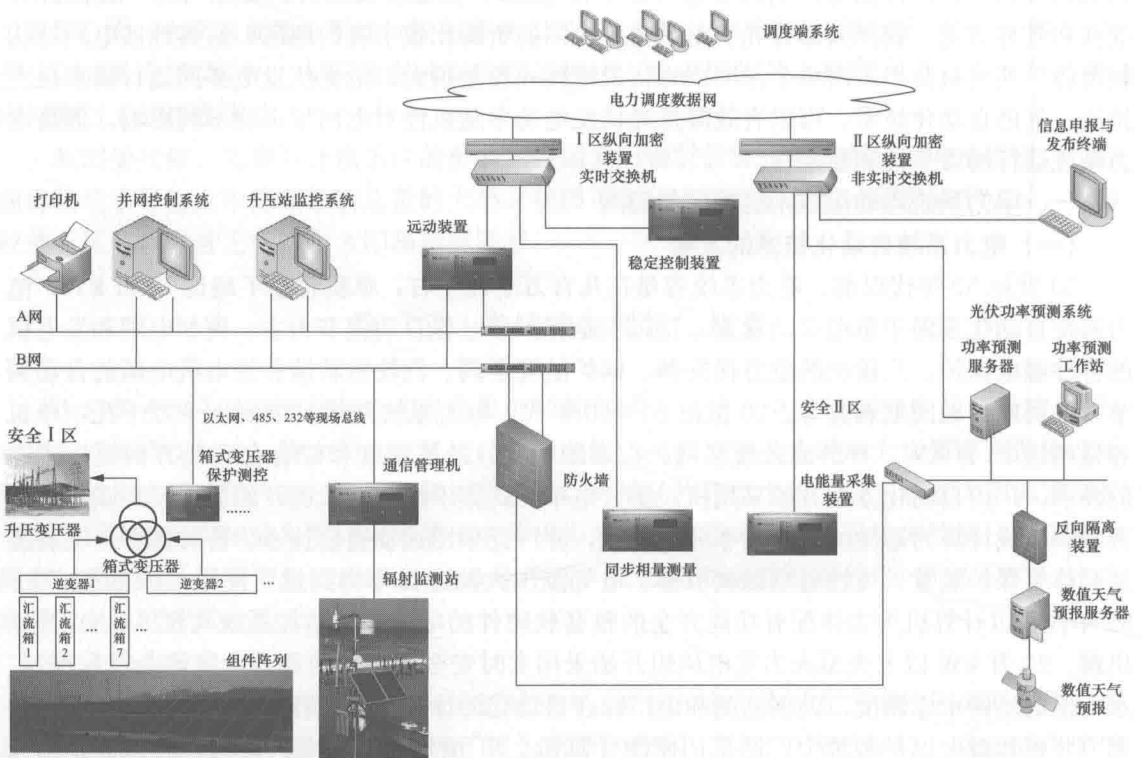 调度端系统
电力调度数据网
Ⅰ区纵向加密
装置
实时交换机
Ⅱ区纵向加密
装置
非实时交换机
信息申报与
发布终端
打印机
并网控制系统
升压站监控系统
远动装置
稳定控制装置
A网
B网
光伏功率预测系统
功率预测
服务器
功率预测
工作站
以太网、485、232等现场总线
安全Ⅰ区
安全Ⅱ区
箱式变压器
保护测控
......
通信管理机
防火墙
电能量采集
装置
升压变压器
箱式变压器
同步相量测量
反向隔离
装置
逆变器1
逆变器2
...
辐射监测站
汇流箱1
汇流箱2
...
汇流箱7
...
组件阵列
数值天气
预报服务器
数值天气
预报